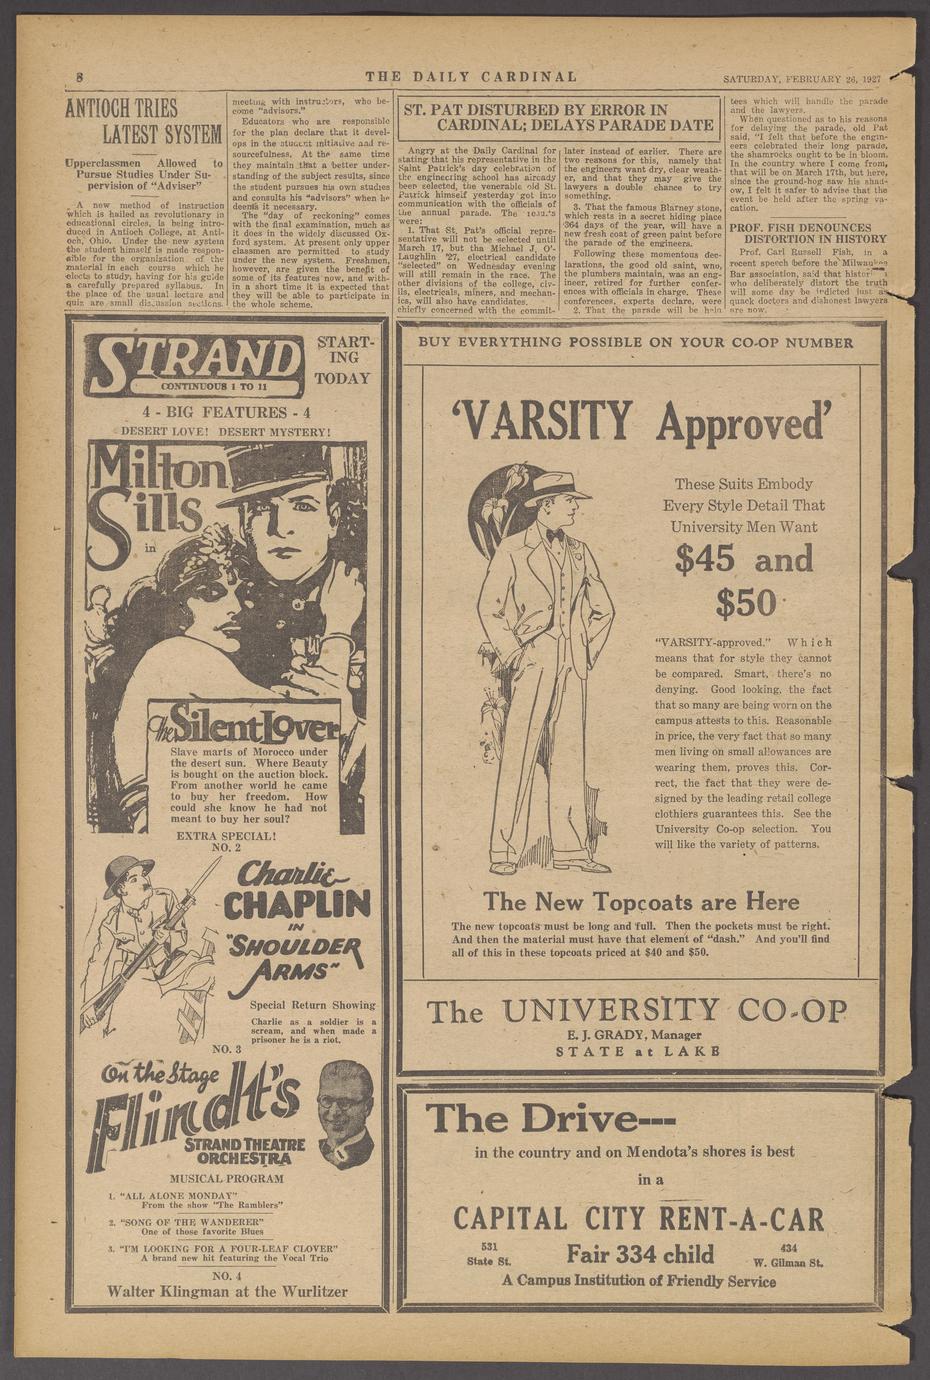 8
THE DAILY CARDINAL
SATURDAY, FEBRUARY 26, 1927
ANTIOCH TRIES
LATEST SYSTEM
Upperclassmen Allowed to
Pursue Studies Under Su-
pervision of "Adviser"
A new method of instruction
which is hailed as revolutionary in
educational circles, is being intro-
duced in Antioch College, at Anti-
och, Ohio. Under the new system
the student himself is made respon-
sible for the organization of the
material in each course which he
elects to study, having for his guide
a carefully prepared syllabus. In
the place of the usual lecture and
quiz are small discussion sections
meeting with instructors, who be-
come "advisors."
Educators who are responsible
for the plan declare that it devel-
ops in the student initiative and re-
sourcefulness. At the same time
they maintain that a better under-
standing of the subject results, since
the student pursues his own studies
and consults his "advisors" when he
deems it necessary.
The "day of reckoning" comes
with the final examination, much as
it does in the widely discussed Ox-
ford system. At present only upper
classmen are permitted to study
under the new system. Freshmen,
however, are given the benefit of
some of its features now, and with-
in a short time it is expected that
they will be able to participate in
the whole scheme.
ST. PAT DISTURBED BY ERROR IN
CARDINAL; DELAYS PARADE DATE
Angry at the Daily Cardinal for
stating that his representative in the
Saint Patrick's day celebration of
the engineering school has already
been selected, the venerable old St.
Patrick himself yesterday got into
communication with the officials of
the annual parade. The
were:
1. That St. Pat's official repre-
sentative will not be selected until
March 17, but tha Michael J. O'-
Laughlin '27, electrical candidate
"selected" on Wednesday evening
will still remain in the race. The
other divisions of the college, civ-
ils, electricals, miners, and mechan-
ics, will also have candidates.
chiefly concerned with the commit-
later instead of earlier. There are
two reasons for this, namely that
the engineers want dry, clear weath-
er, and that they may give the
lawyers a double chance to try
something.
3. That the famous Blarney stone,
which rests in a secret hiding place
364 days of the year, will have a
new fresh coat of green paint before
the parade of the engineers.
Following these momentous dec-
larations, the good old saint, who,
the plumbers maintain, was an eng-
ineer, retired for further confer-
ences with officials in charge. These
conferences, experts declare, were
2. That the parade will be held
tees which will handle the parade
and the lawyers.
When questioned as to his reasons
for delaying the parade, old Pat
said, "I felt that before the engin-
eers celebrated their long parade,
the shamrocks ought to be in bloom.
In the country where I come from,
that will be on March 17th, but here,
since the ground-hog saw his shad-
ow, I felt it safer to advise that the
event be held after the spring va-
cation.
PROF. FISH DENOUNCES
DISTORTION IN HISTORY
Prof. Carl Russell Fish, in a
recent speech before the Milwaukee
Bar association, said that
who deliberately distort the truth
will some day be indicted just as
quack doctors and dishonest lawyers
are now.
STRAND
CONTINUOUS 1 TO 11
START-
ING
TODAY
4 - BIG FEATURES - 4
DESERT LOVE! DESERT MYSTERY!
Milton
Sills
in
The Silent Lover
Slave marts of Morocco under
the desert sun. Where Beauty
is bought on the auction block.
From another world he came
to buy her freedom. How
could she know he had not
meant to buy her soul?
EXTRA SPECIAL!
NO. 2
Charlie
CHAPLIN
IN
"SHOULDER
ARMS"
Special Return Showing
Charlie as a soldier is a
scream, and when made a
prisoner he is a riot.
NO. 3
On the Stage
Flindt's
STRAND THEATRE
ORCHESTRA
MUSICAL PROGRAM
1. "ALL ALONE MONDAY"
From the show "The Ramblers"
2. "SONG OF THE WANDERER"
One of those favorite Blues
3. "I'M LOOKING FOR A FOUR-LEAF CLOVER"
A brand new hit featuring the Vocal Trio
NO. 4
Walter Klingman at the Wurlitzer
BUY EVERYTHING POSSIBLE ON YOUR CO-OP NUMBER
'VARSITY Approved'
These Suits Embody
Every Style Detail That
University Men Want
$45 and
$50
"VARSITY-approved." Which
means that for style they cannot
be compared. Smart, there's no
denying. Good looking, the fact
that so many are being worn on the
campus attests to this. Reasonable
in price, the very fact that so many
men living on small allowances are
wearing them, proves this. Cor-
rect, the fact that they were de-
signed by the leading retail college
clothiers guarantees this. See the
University Co-op selection. You
will like the variety of patterns.
The New Topcoats are Here
The new topcoats must be long and full. Then the pockets must be right.
And then the material must have that element of "dash." And you'll find
all of this in these topcoats priced at $40 and $50.
The UNIVERSITY CO-OP
E. J. GRADY, Manager
STATE at LAKE
The Drive---
in the country and on Mendota's shores is best
in a
CAPITAL CITY RENT-A-CAR
531
State St.
Fair 334 child
434
W. Gilman St.
A Campus Institution of Friendly Service